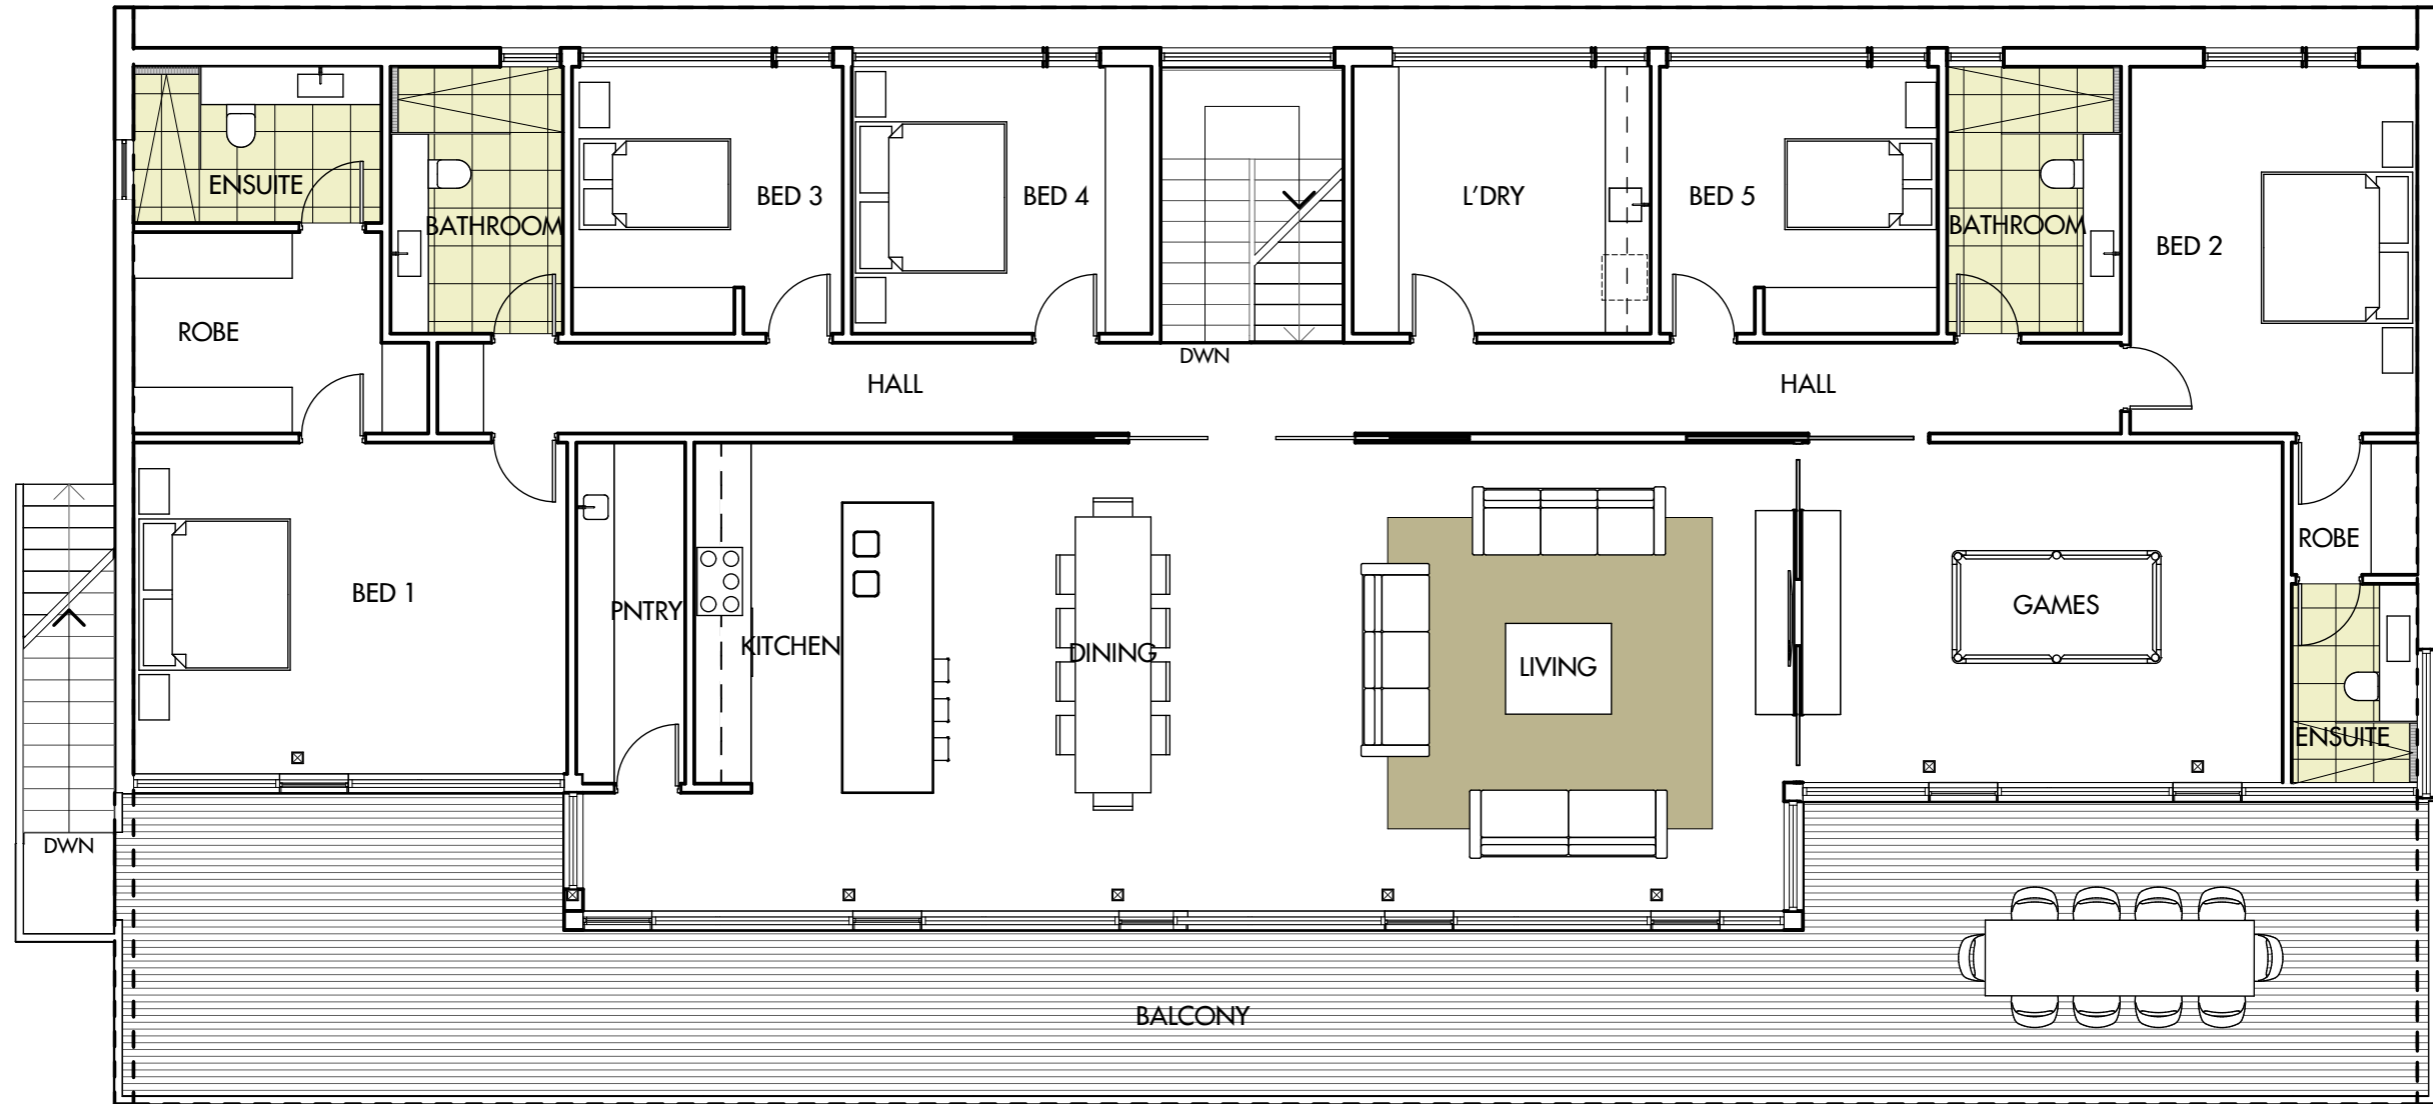 ENSUITE
BATHROOM
BED 3
BED 4
L'DRY
BED 5
BATHROOM
BED 2
ROBE
DWN
HALL
HALL
BED 1
PNTRY
KITCHEN
DINING
LIVING
GAMES
ROBE
ENSUITE
DWN
BALCONY